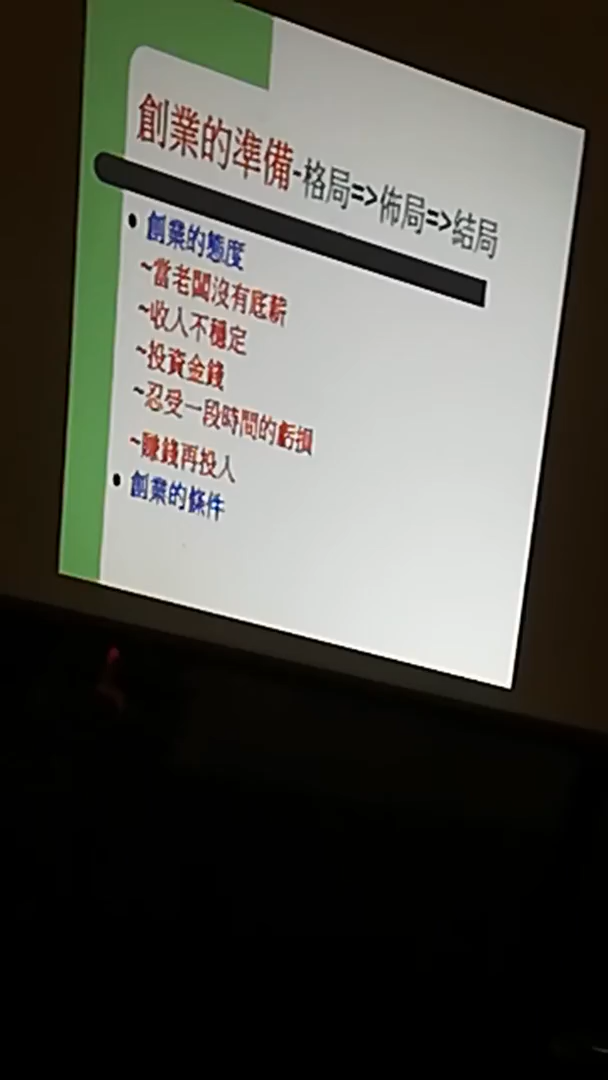 創業的準備-格局=>佈局=>結局
• 創業的態度
~當老闆沒有底薪
~收入不穩定
~投資金錢
~忍受一段時間的虧損
~賺錢再投入
• 創業的條件